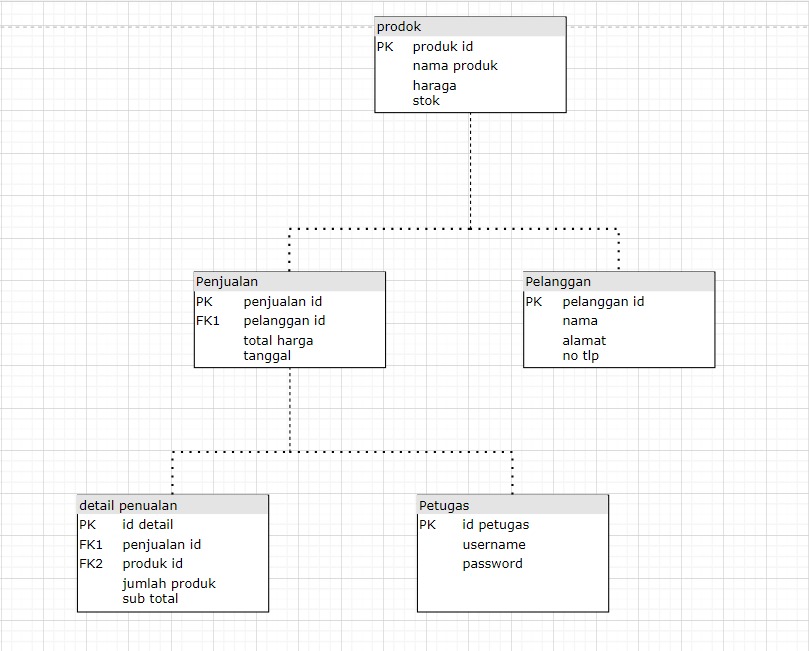 prodok
PK produk id
nama produk
haraga
stok
Penjualan
PK penjualan id
FK1 pelanggan id
total harga
tanggal
Pelanggan
PK pelanggan id
nama
alamat
no tlp
detail penualan
PK id detail
FK1 penjualan id
FK2 produk id
jumlah produk
sub total
Petugas
PK id petugas
username
password